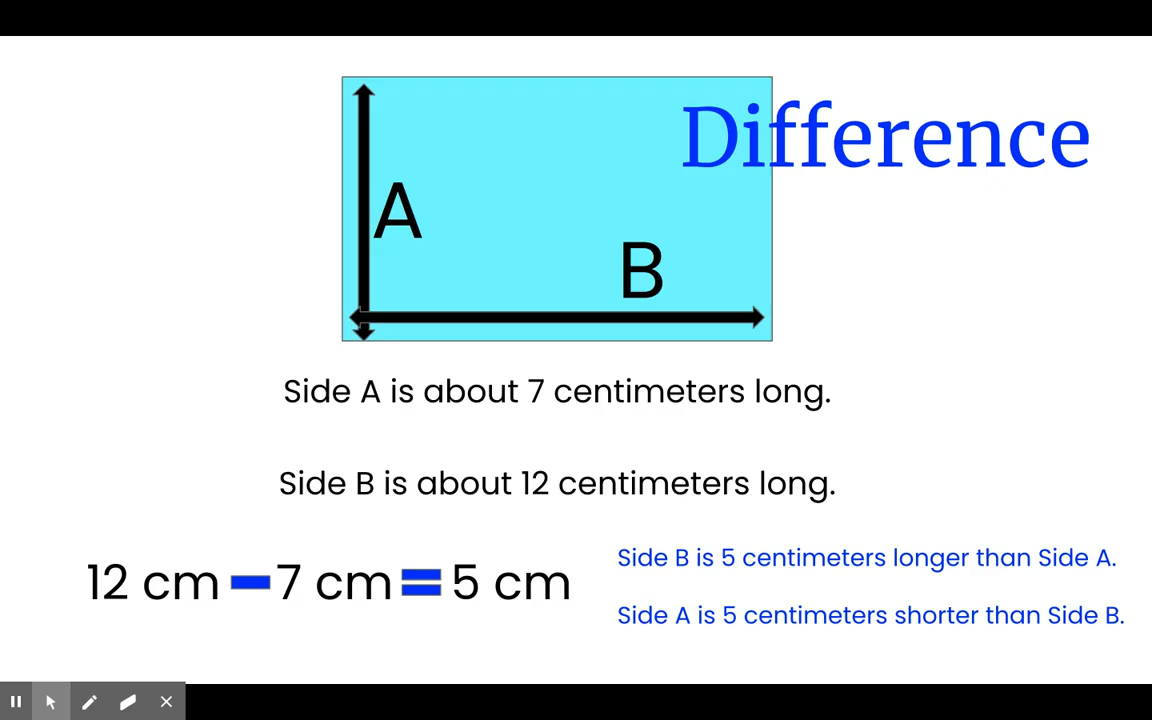 Difference
A
B
Side A is about 7 centimeters long.
Side B is about 12 centimeters long.
12 cm - 7 cm = 5 cm
Side B is 5 centimeters longer than Side A.
Side A is 5 centimeters shorter than Side B.